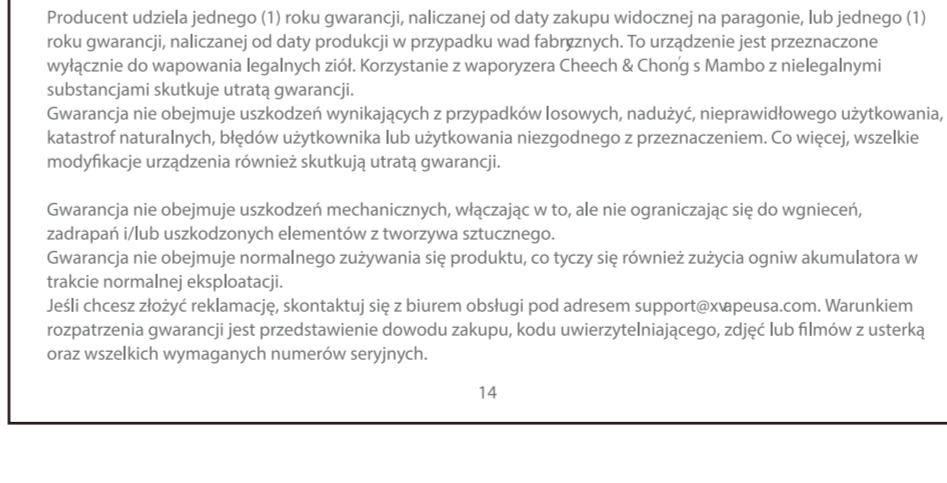 Producent udziela jednego (1) roku gwarancji, naliczanej od daty zakupu widocznej na paragonie, lub jednego (1)
roku gwarancji, naliczanej od daty produkcji w przypadku wad fabrycznych. To urządzenie jest przeznaczone
wyłącznie do wapowania legalnych ziół. Korzystanie z waporyzera Cheech & Chong's Mambo z nielegalnymi
substancjami skutkuje utratą gwarancji.
Gwarancja nie obejmuje uszkodzeń wynikających z przypadków losowych, nadużyć, nieprawidłowego użytkowania,
katastrof naturalnych, błędów użytkownika lub użytkowania niezgodnego z przeznaczeniem. Co więcej, wszelkie
modyfikacje urządzenia również skutkują utratą gwarancji.
Gwarancja nie obejmuje uszkodzeń mechanicznych, włączając w to, ale nie ograniczając się do wgnieceń,
zadrapań i/lub uszkodzonych elementów z tworzywa sztucznego.
Gwarancja nie obejmuje normalnego zużywania się produktu, co tyczy się również zużycia ogniw akumulatora w
trakcie normalnej eksploatacji.
Jeśli chcesz złożyć reklamację, skontaktuj się z biurem obsługi pod adresem support@xvapeusa.com. Warunkiem
rozpatrzenia gwarancji jest przedstawienie dowodu zakupu, kodu uwierzytelniającego, zdjęć lub filmów z usterką
oraz wszelkich wymaganych numerów seryjnych.
14